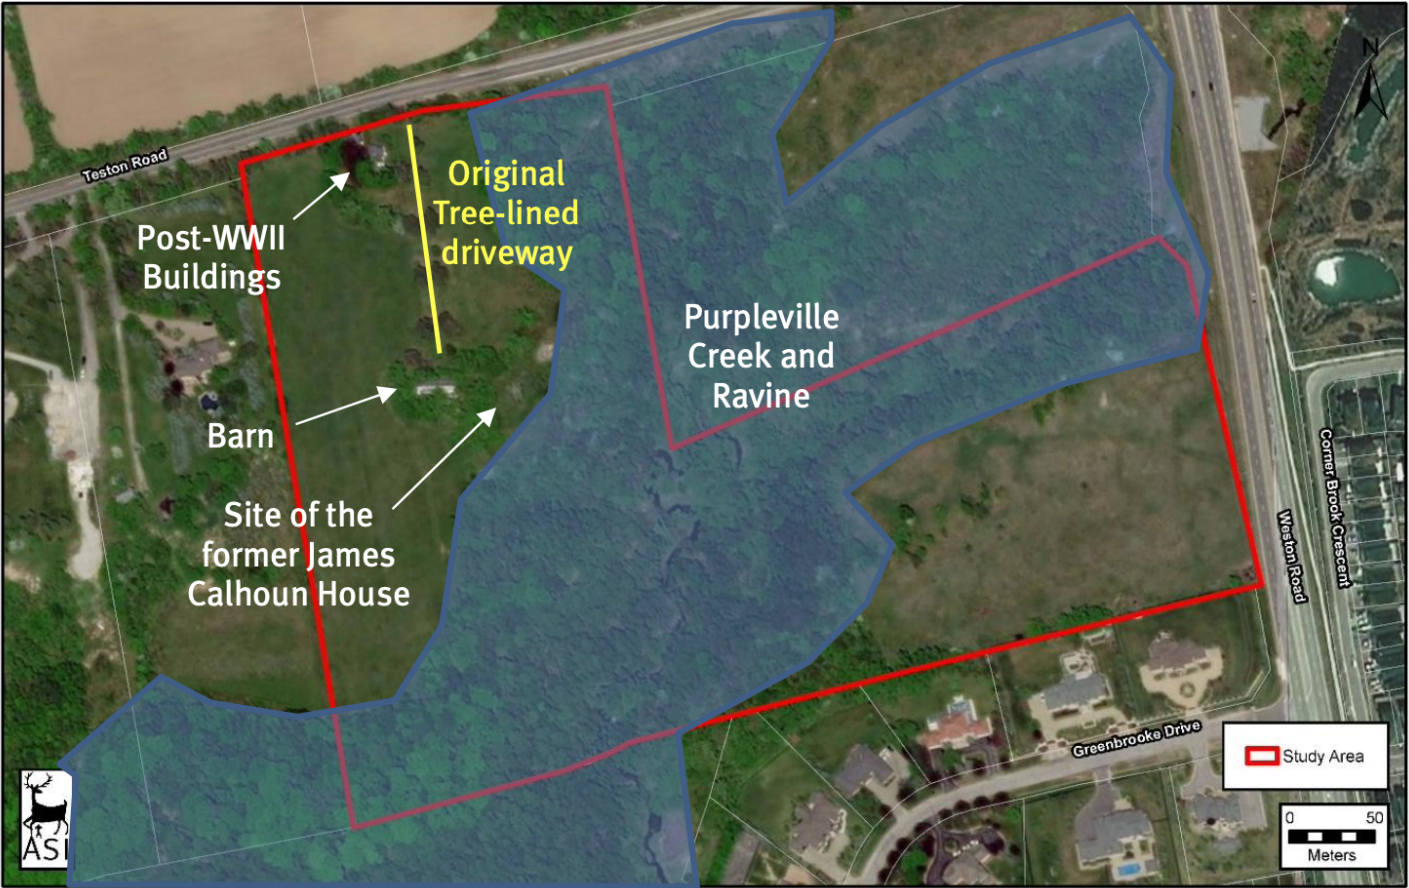 N
Teston Road
Original
Tree-lined
driveway
Post-WWII
Buildings
Purpleville
Creek and
Ravine
Barn
Site of the
former James
Calhoun House
Corner Brook Crescent
Weston Road
Greenbrooke Drive
Study Area
0 50
Meters
ASI